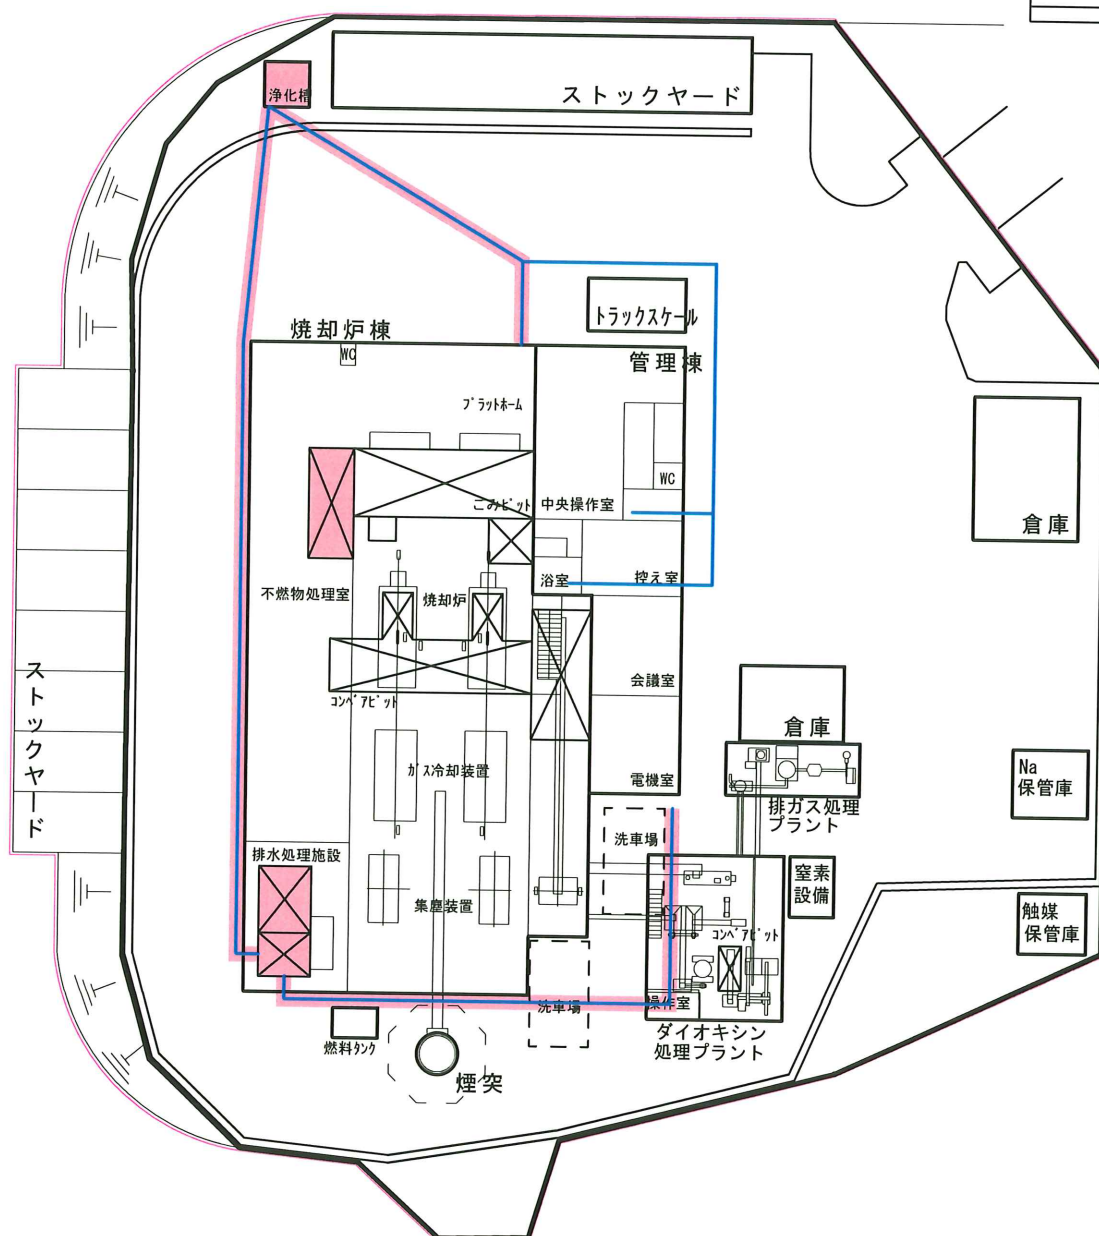 浄化槽
ストックヤード
トラックスケール
焼却炉棟
WC
管理棟
プラットホーム
WC
ごみピット
中央操作室
倉庫
不燃物処理室
焼却炉
浴室
控え室
ストックヤード
コンベアピット
会議室
倉庫
ガス冷却装置
電機室
Na
保管庫
排ガス処理
プラント
洗車場
排水処理施設
窒素
設備
集塵装置
触媒
保管庫
コンベアピット
洗車場
操作室
燃料タンク
ダイオキシン
処理プラント
煙突